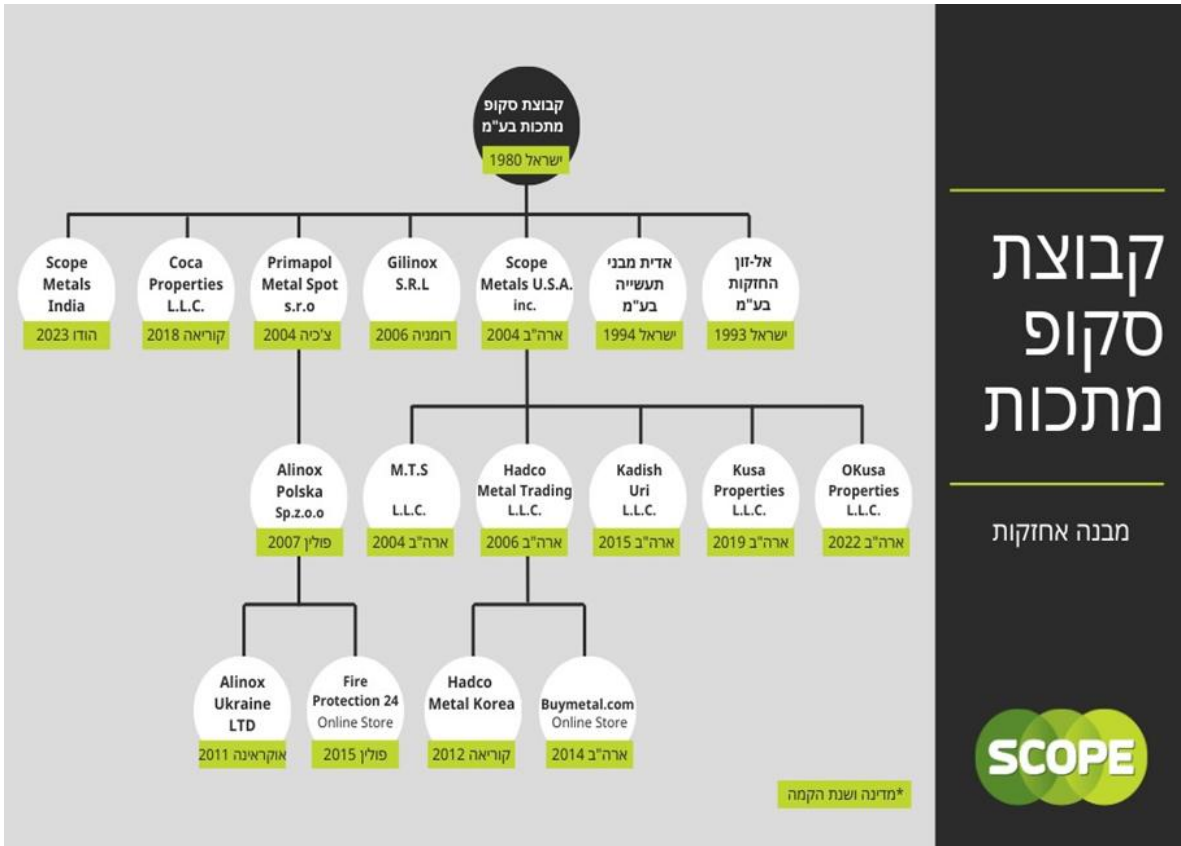 קבוצת סקופ
מתכות בע"מ
ישראל 1980
Scope
Metals
India
הודו 2023
Coca
Properties
L.L.C.
קוריאה 2018
Primapol
Metal Spot
s.r.o
צ'כיה 2004
Gilinox
S.R.L
רומניה 2006
Scope
Metals U.S.A.
inc.
ארה"ב 2004
אדית מבני
תעשייה
בע"מ
ישראל 1994
אל-זון
החזקות
בע"מ
ישראל 1993
Alinox
Polska
Sp.z.o.o
פולין 2007
M.T.S
L.L.C.
ארה"ב 2004
Hadco
Metal Trading
L.L.C.
ארה"ב 2006
Kadish
Uri
L.L.C.
ארה"ב 2015
Kusa
Properties
L.L.C.
ארה"ב 2019
OKusa
Properties
L.L.C.
ארה"ב 2022
Alinox
Ukraine
LTD
אוקראינה 2011
Fire
Protection 24
Online Store
פולין 2015
Hadco
Metal Korea
קוריאה 2012
Buymetal.com
Online Store
ארה"ב 2014
*מדינה ושנת הקמה
קבוצת
סקופ
מתכות
מבנה אחזקות
SCOPE